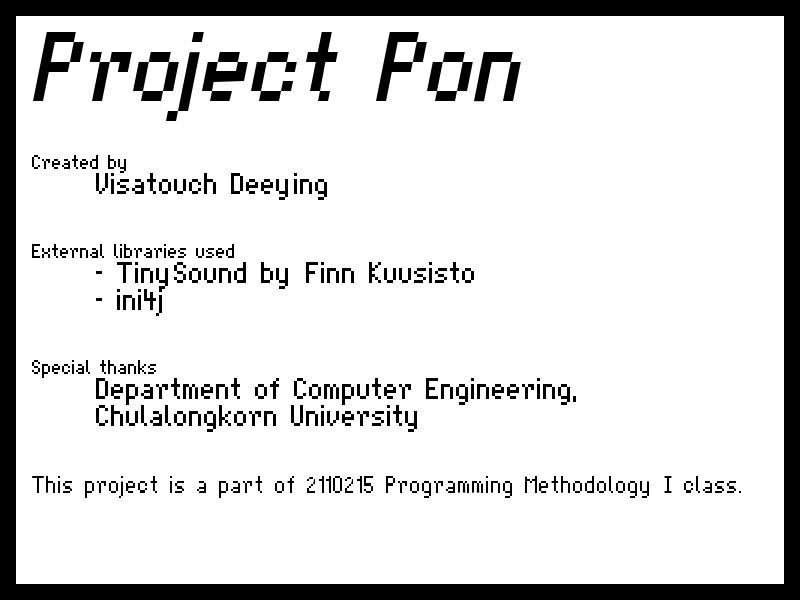 Project Pon
Created by
Visatouch Deeying
External libraries used
- TinySound by Finn Kuusisto
- ini4j
Special thanks
Department of Computer Engineering,
Chulalongkorn University
This project is a part of 2110215 Programming Methodology I class.